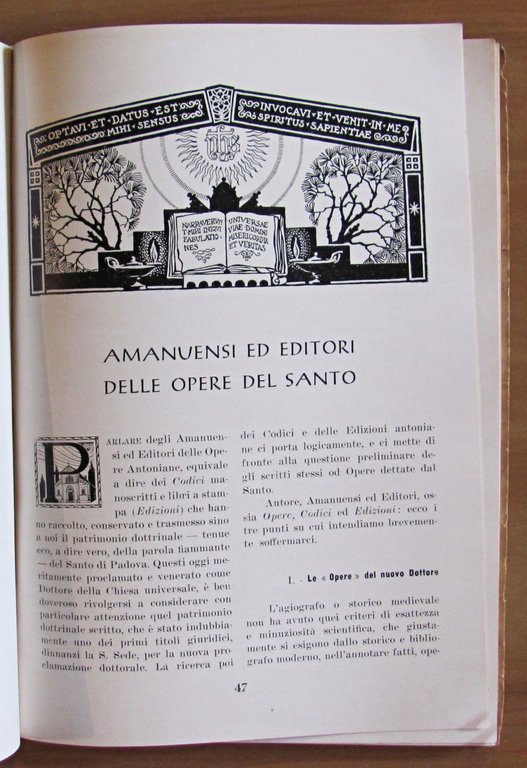 OPTAVI · ET · DATUS · EST
MIHI · SENSUS
INVOCAVI · ET · VENIT · IN · ME
SPIRITUS · SAPIENTIAE
IHS
NARRAVERUNT
T·MIHI INIQUI
FABULATIO-
NES
UNIVERSAE
VIAE DOMINI
MISERICORDIA
ET VERITAS
AMANUENSI ED EDITORI
DELLE OPERE DEL SANTO
PARLARE degli Amanuen-
si ed Editori delle Ope-
re Antoniane, equivale
a dire dei Codici ma-
noscritti e libri a stam-
pa (Edizioni) che han-
no raccolto, conservato e trasmesso sino
a noi il patrimonio dottrinale — tenue
eco, a dire vero, della parola fiammante
— del Santo di Padova. Questi oggi me-
ritamente proclamato e venerato come
Dottore della Chiesa universale, è ben
doveroso rivolgersi a considerare con
particolare attenzione quel patrimonio
dottrinale scritto, che è stato indubbia-
mente uno dei primi titoli giuridici,
dinnanzi la S. Sede, per la nuova pro-
clamazione dottorale. La ricerca poi
dei Codici e delle Edizioni antonia-
ne ci porta logicamente, e ci mette di
fronte alla questione preliminare de-
gli scritti stessi od Opere dettate dal
Santo.
Autore, Amanuensi ed Editori, os-
sia Opere, Codici ed Edizioni: ecco i
tre punti su cui intendiamo brevemen-
te soffermarci.
I. - Le « Opere » del nuovo Dottore
L'agiografo o storico medievale
non ha avuto quei criteri di esattezza
e minuziosità scientifica, che giusta-
mente si esigono dallo storico e biblio-
grafo moderno, nell'annotare fatti, ope-
47